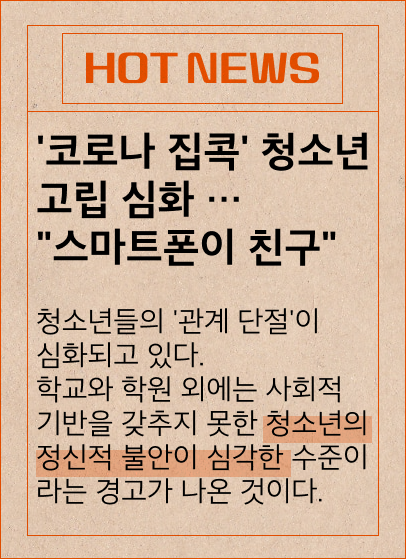 HOT NEWS
'코로나 집콕' 청소년
고립 심화 …
"스마트폰이 친구"
청소년들의 '관계 단절'이
심화되고 있다.
학교와 학원 외에는 사회적
기반을 갖추지 못한 청소년의
정신적 불안이 심각한 수준이
라는 경고가 나온 것이다.